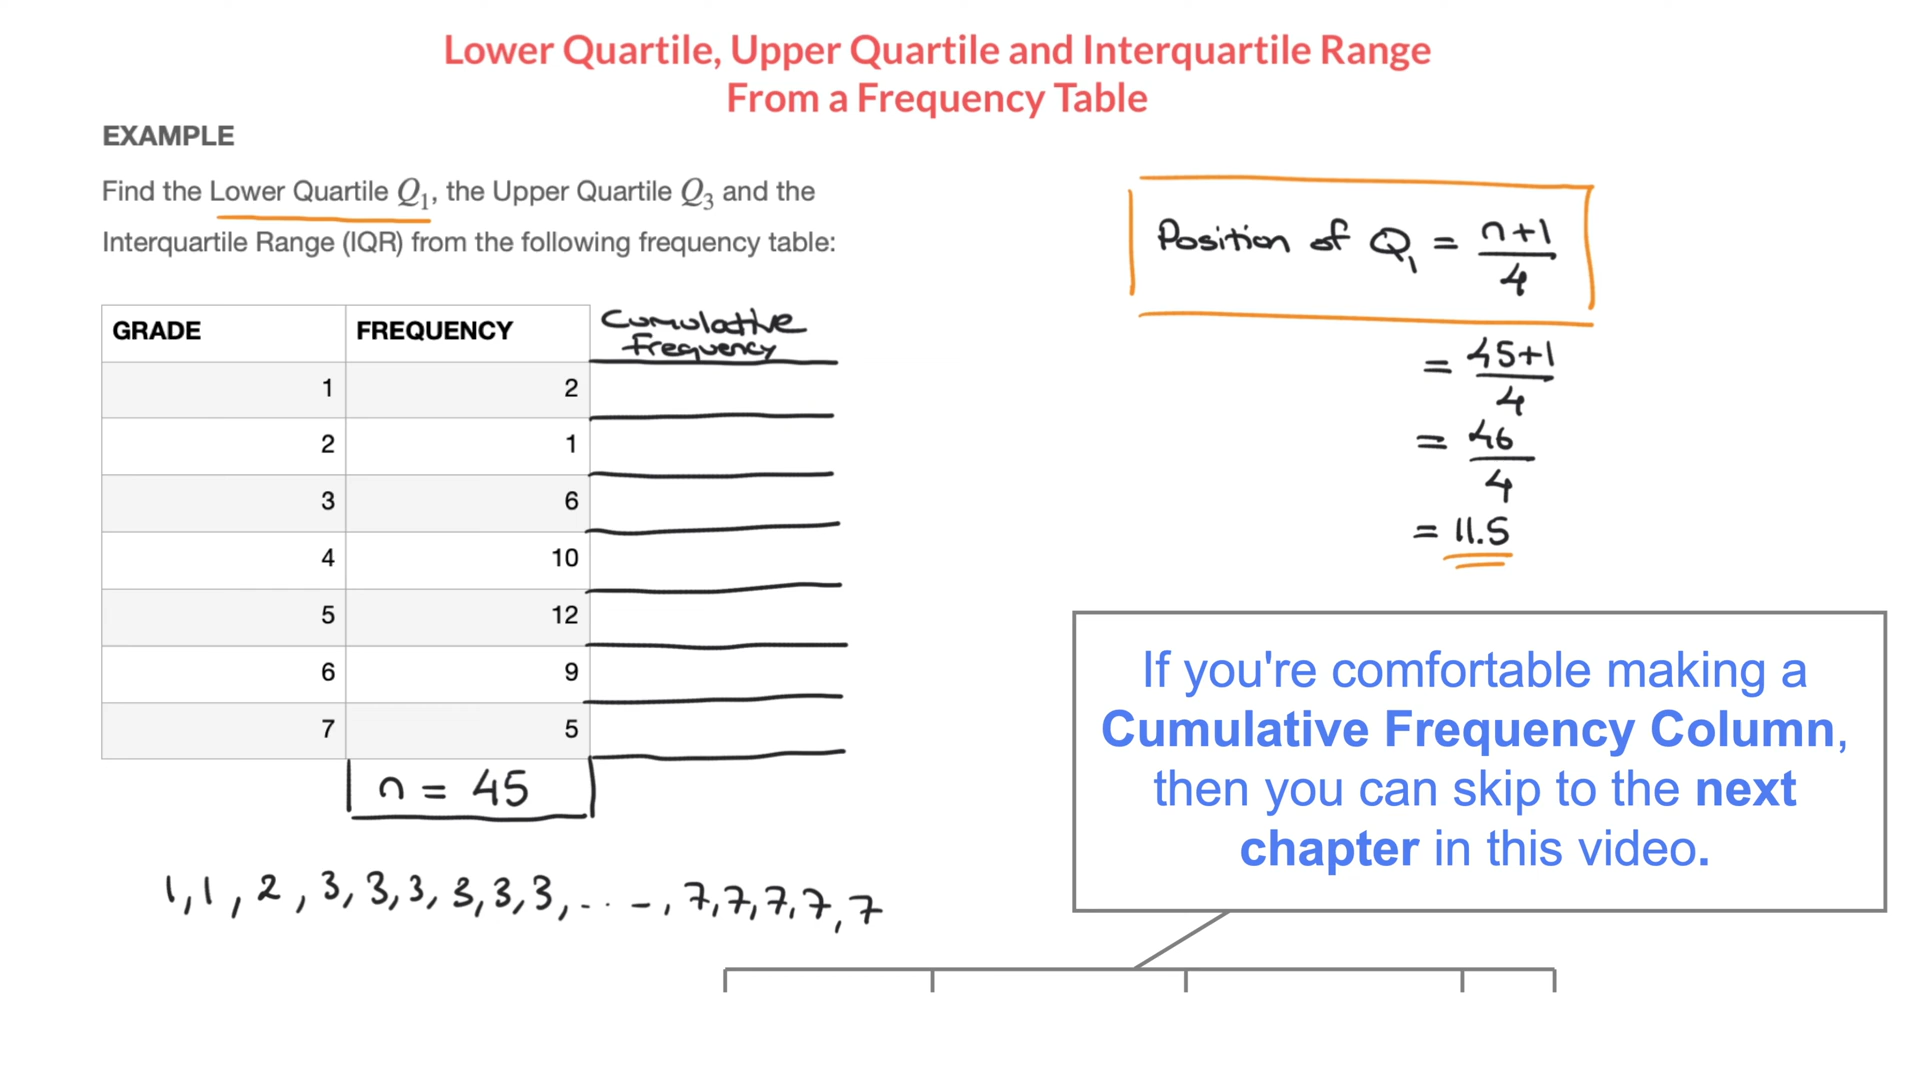 Lower Quartile, Upper Quartile and Interquartile Range
From a Frequency Table
EXAMPLE
Find the Lower Quartile Q₁, the Upper Quartile Q₃ and the
Interquartile Range (IQR) from the following frequency table:
GRADE FREQUENCY Cumulative Frequency
1 2
2 1
3 6
4 10
5 12
6 9
7 5
n = 45
1,1,2,3,3,3,3,3,3,...-,7,7,7,7,7
Position of Q₁ = n+1/4
= 45+1/4
= 46/4
= 11.5
If you're comfortable making a
Cumulative Frequency Column,
then you can skip to the next
chapter in this video.